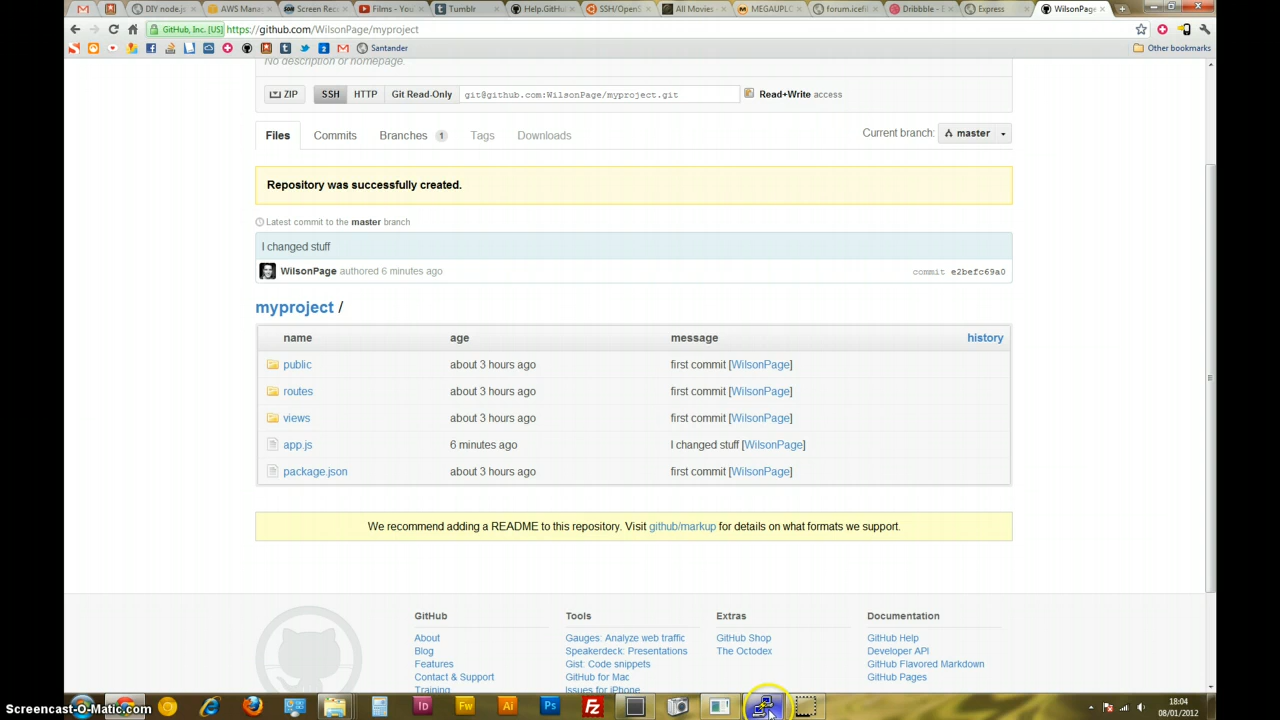 DIY node.js
AWS Mana
Screen Rec
Films - You
Tumblr
Help.GitHu
SSH/OpenS
All Movies
MEGAUPLO
forum.icefil
Dribbble - E
Express
WilsonPage
GitHub, Inc. [US] https://github.com/WilsonPage/myproject
Santander
Other bookmarks
No description or homepage.
ZIP SSH HTTP Git Read-Only git@github.com:WilsonPage/myproject.git Read+Write access
Files Commits Branches 1 Tags Downloads Current branch: master
Repository was successfully created.
Latest commit to the master branch
I changed stuff
WilsonPage authored 6 minutes ago commit e2befc69a0
myproject /
name age message history
public about 3 hours ago first commit [WilsonPage]
routes about 3 hours ago first commit [WilsonPage]
views about 3 hours ago first commit [WilsonPage]
app.js 6 minutes ago I changed stuff [WilsonPage]
package.json about 3 hours ago first commit [WilsonPage]
We recommend adding a README to this repository. Visit github/markup for details on what formats we support.
GitHub Tools Extras Documentation
About Gauges: Analyze web traffic GitHub Shop GitHub Help
Blog Speakerdeck: Presentations The Octodex Developer API
Features Gist: Code snippets GitHub Flavored Markdown
Contact & Support GitHub for Mac GitHub Pages
Training Issues for iPhone
Id Fw Ai Ps Fz
18:04
08/01/2012
Screencast-O-Matic.com